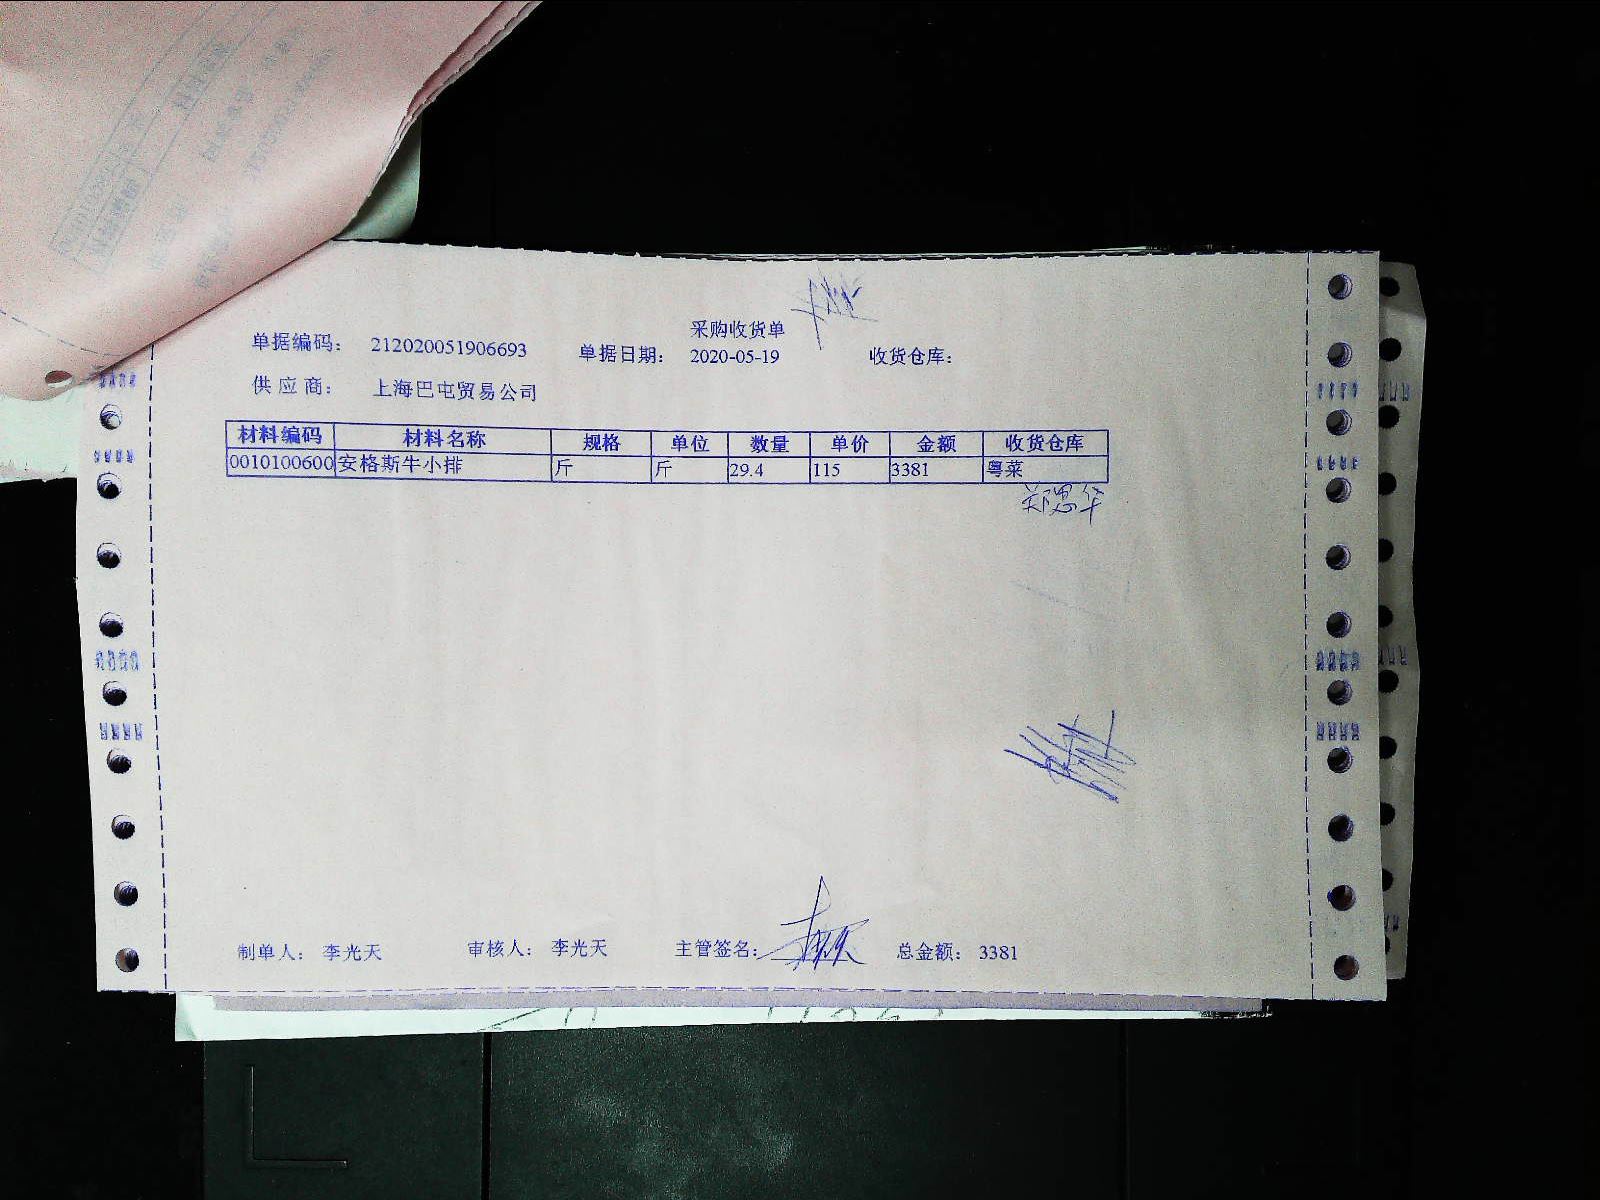 采购收货单
单据编码： 212020051906693 单据日期： 2020-05-19 收货仓库：
供应商： 上海巴屯贸易公司
材料编码 材料名称 规格 单位 数量 单价 金额 收货仓库
0010100600 安格斯牛小排 斤 斤 29.4 115 3381 粤菜
郑思华
制单人： 李光天 审核人： 李光天 主管签名： 总金额： 3381